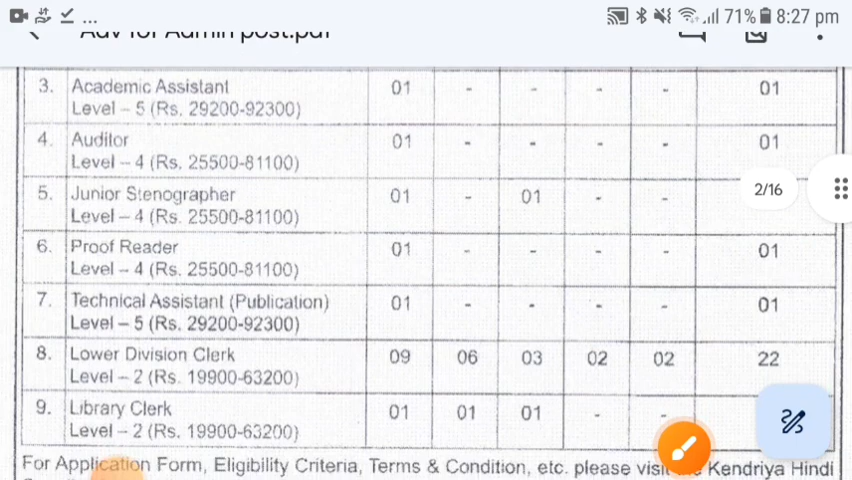 ... 71% 8:27 pm
Adv for Admin post.pdf
3. Academic Assistant 01 - - - - 01
Level – 5 (Rs. 29200-92300)
4. Auditor 01 - - - - 01
Level – 4 (Rs. 25500-81100)
5. Junior Stenographer 01 - 01 - -
Level – 4 (Rs. 25500-81100)
2/16
6. Proof Reader 01 - - - - 01
Level – 4 (Rs. 25500-81100)
7. Technical Assistant (Publication) 01 - - - - 01
Level – 5 (Rs. 29200-92300)
8. Lower Division Clerk 09 06 03 02 02 22
Level – 2 (Rs. 19900-63200)
9. Library Clerk 01 01 01 - -
Level – 2 (Rs. 19900-63200)
For Application Form, Eligibility Criteria, Terms & Condition, etc. please visit Kendriya Hindi